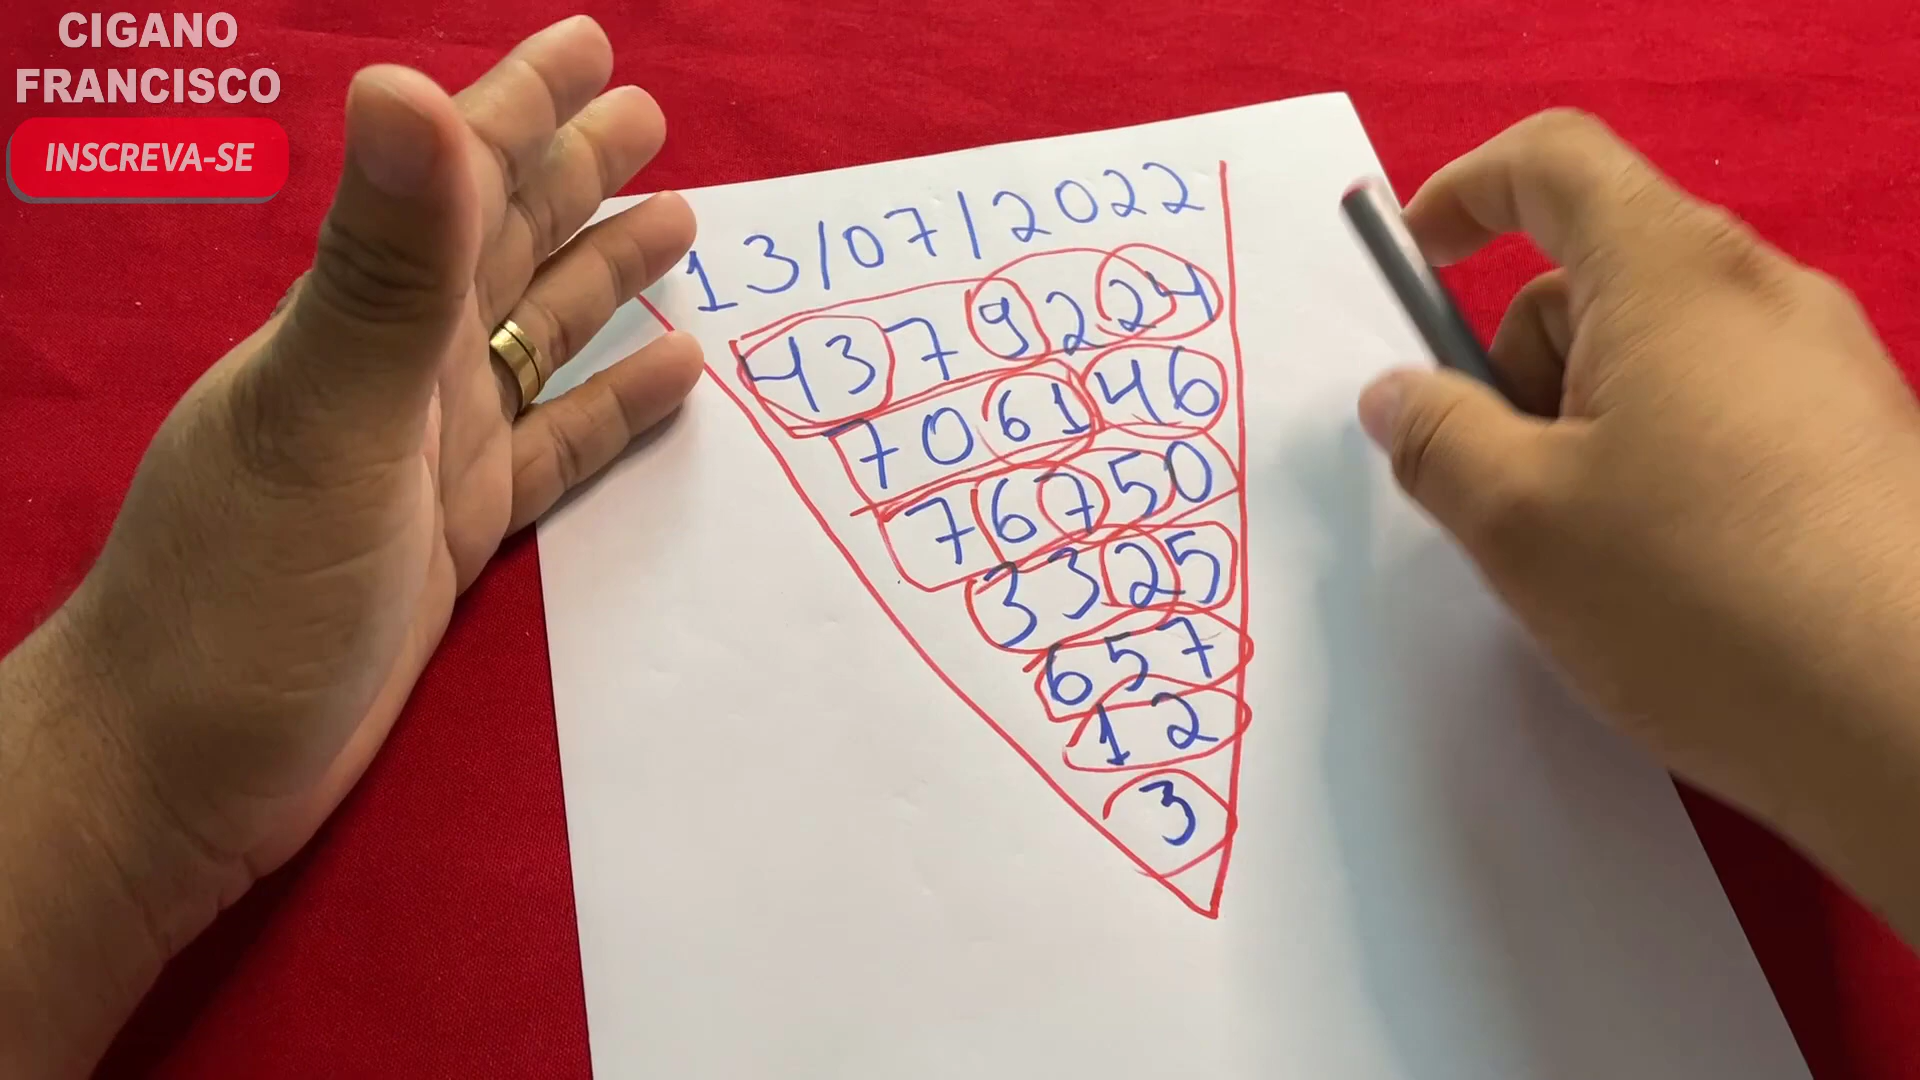 CIGANO
FRANCISCO
INSCREVA-SE
13/07/2022
4379224
706146
76750
3325
657
12
3